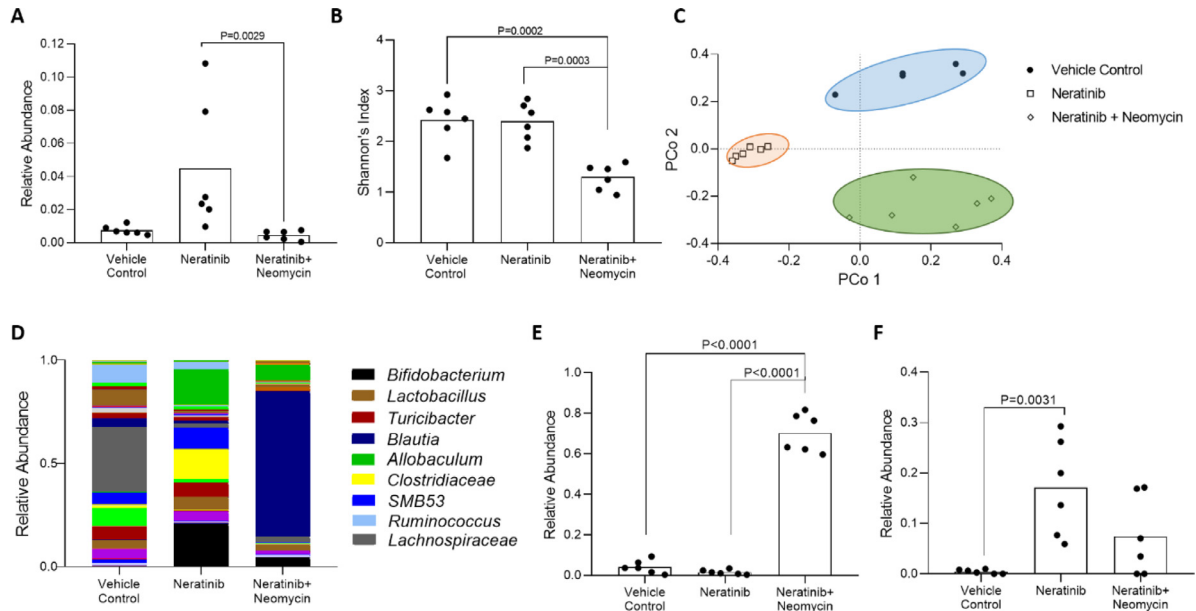 A
P=0.0029
Relative Abundance
0.12
0.10
0.08
0.06
0.04
0.02
0.00
Vehicle Control
Neratinib
Neratinib+ Neomycin
B
P=0.0002
P=0.0003
Shannon's Index
4
3
2
1
0
Vehicle Control
Neratinib
Neratinib+ Neomycin
C
PCo 2
0.4
0.2
0.0
-0.2
-0.4
-0.4
-0.2
0.0
0.2
0.4
PCo 1
Vehicle Control
Neratinib
Neratinib + Neomycin
D
Relative Abundance
1.0
0.5
0.0
Vehicle Control
Neratinib
Neratinib+ Neomycin
Bifidobacterium
Lactobacillus
Turicibacter
Blautia
Allobaculum
Clostridiaceae
SMB53
Ruminococcus
Lachnospiraceae
E
P<0.0001
P<0.0001
Relative Abundance
1.0
0.8
0.6
0.4
0.2
0.0
Vehicle Control
Neratinib
Neratinib+ Neomycin
F
P=0.0031
Relative Abundance
0.4
0.3
0.2
0.1
0.0
Vehicle Control
Neratinib
Neratinib+ Neomycin